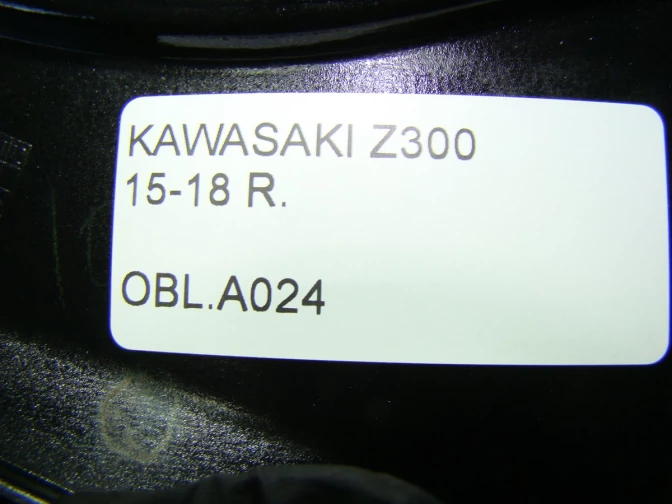 KAWASAKI Z300
15-18 R.
OBL.A024